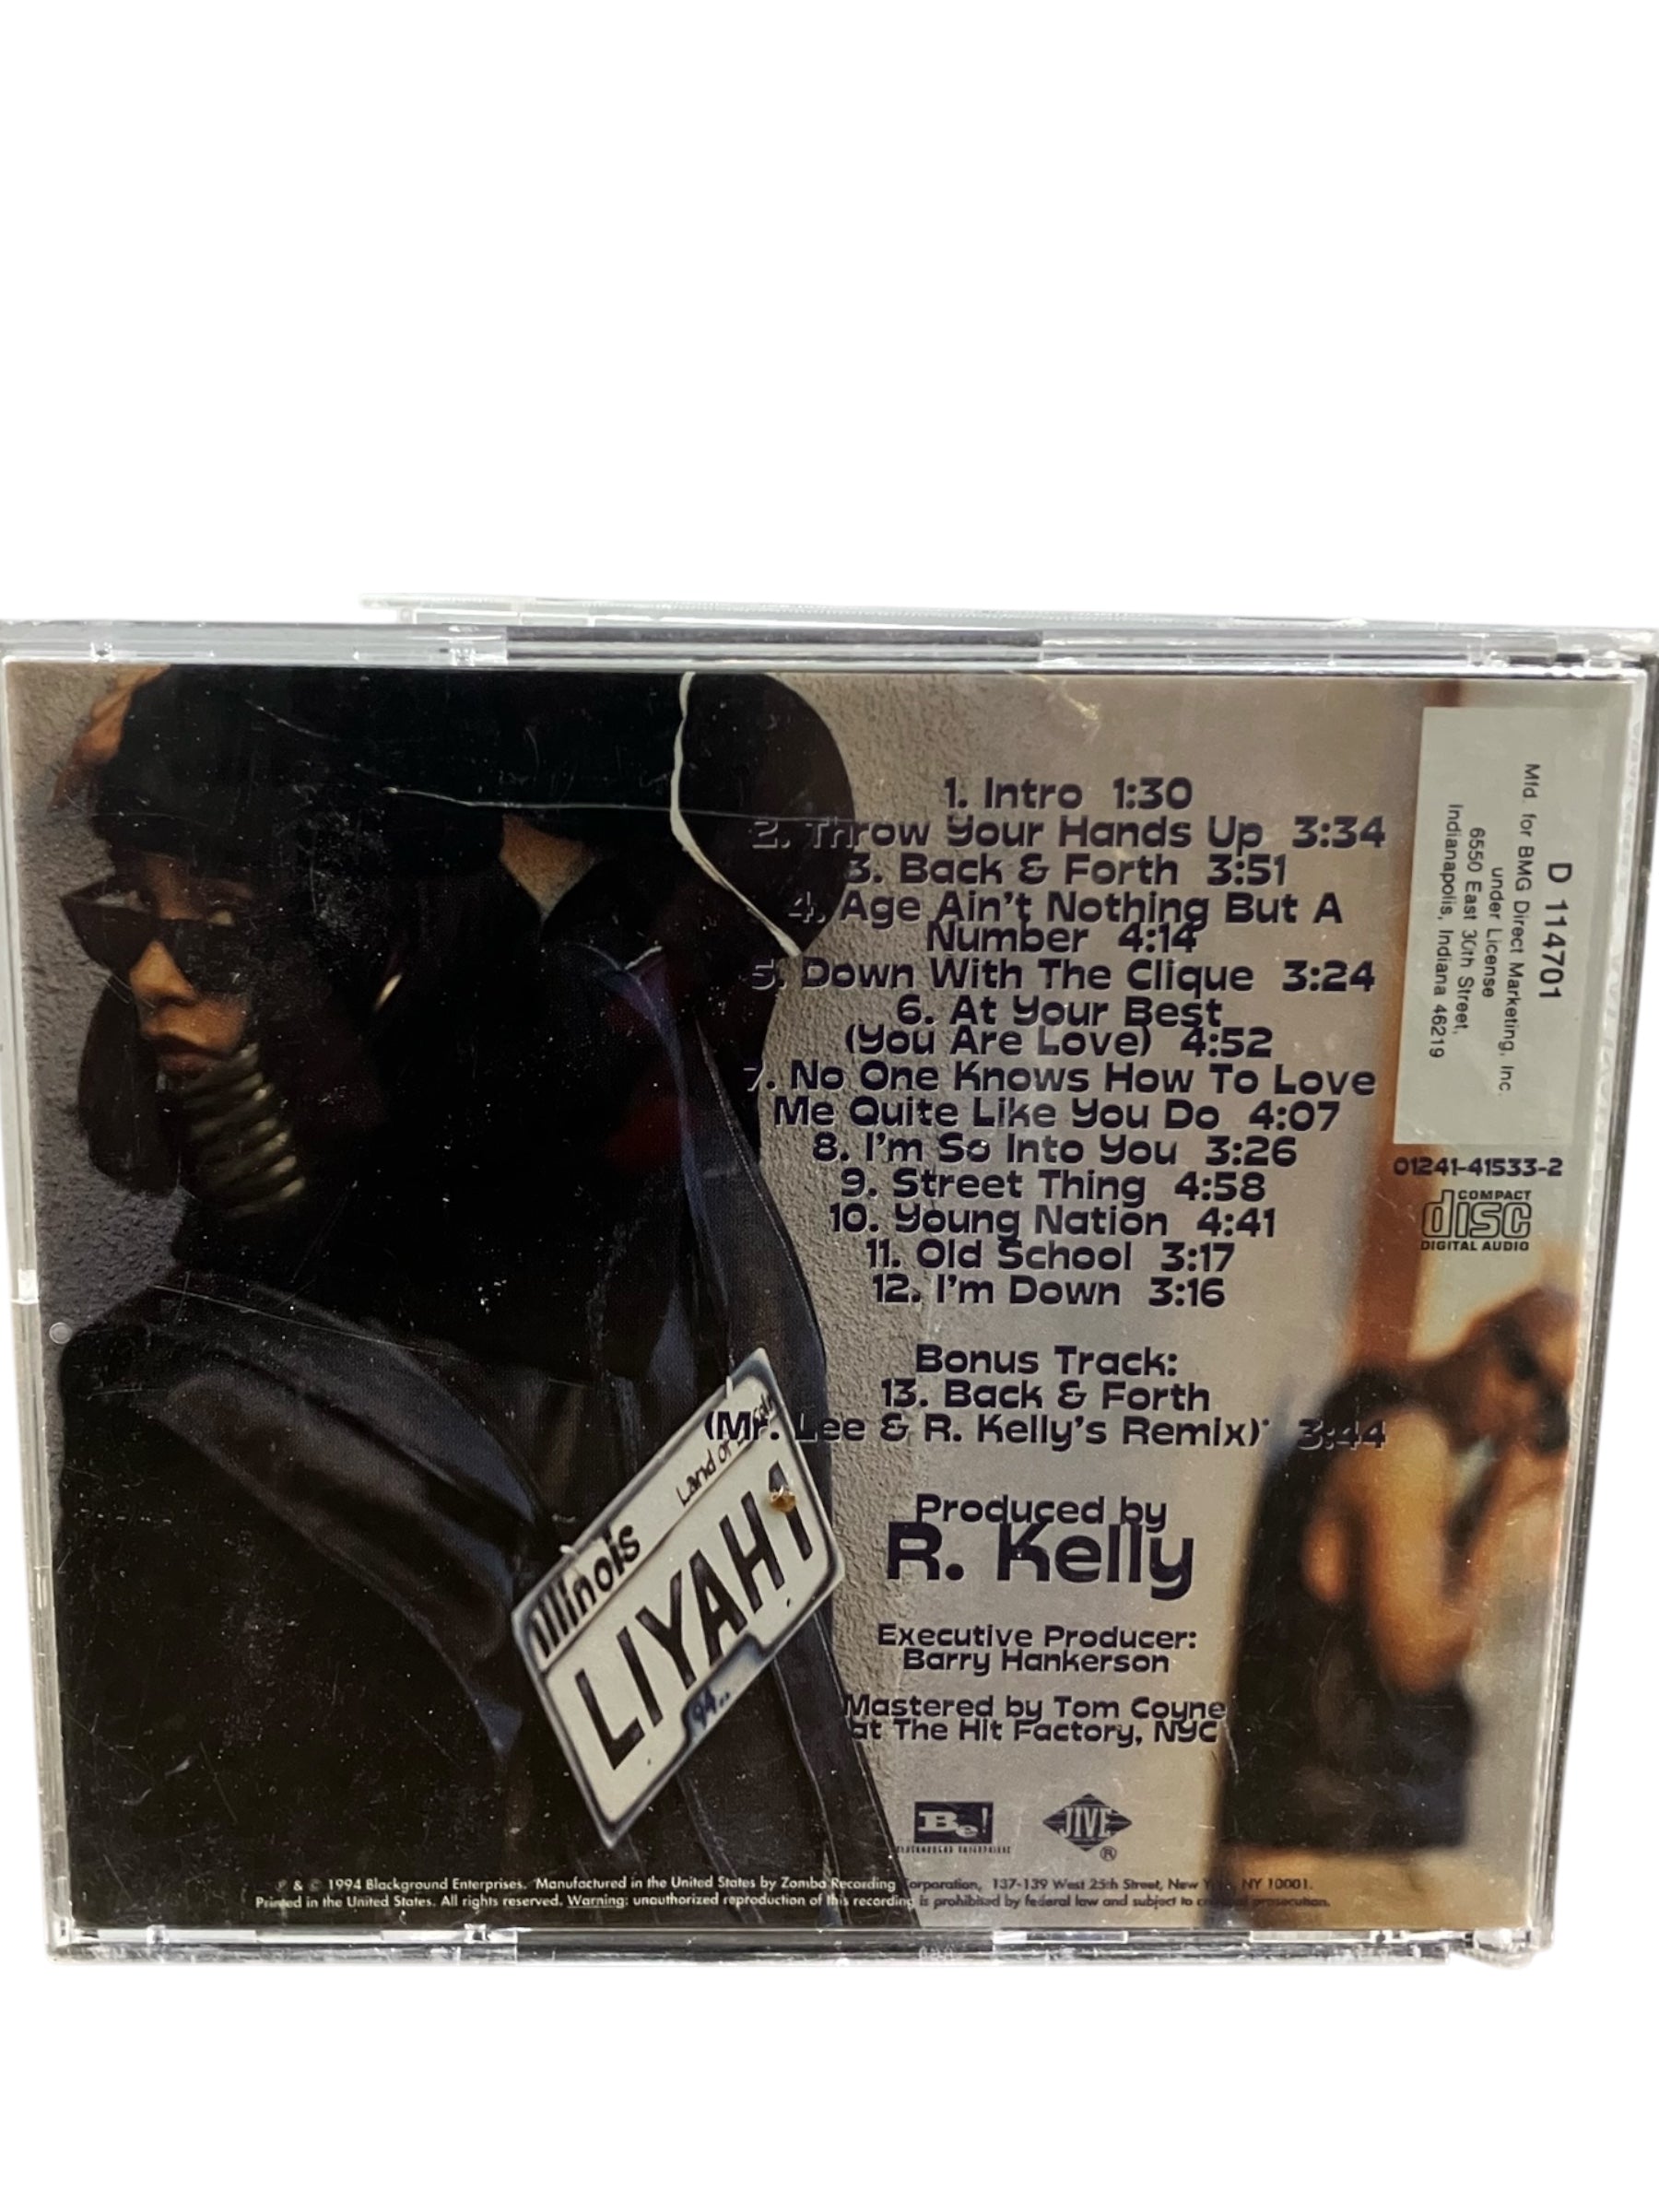 1. Intro 1:30
2. Throw Your Hands Up 3:34
3. Back & Forth 3:51
4. Age Ain't Nothing But A
Number 4:14
5. Down With The Clique 3:24
6. At Your Best
(You Are Love) 4:52
7. No One Knows How To Love
Me Quite Like You Do 4:07
8. I'm So Into You 3:26
9. Street Thing 4:58
10. Young Nation 4:41
11. Old School 3:17
12. I'm Down 3:16
Bonus Track:
13. Back & Forth
(Mr. Lee & R. Kelly's Remix)* 3:44
Produced by
R. Kelly
Executive Producer:
Barry Hankerson
Mastered by Tom Coyne
at The Hit Factory, NYC
Be!
BLACKGROUND ENTERPRISES
JIVE
®
D 114701
Mfd. for BMG Direct Marketing, Inc.
under License
6550 East 30th Street,
Indianapolis, Indiana 46219
01241-41533-2
COMPACT
disc
DIGITAL AUDIO
Land of
Illinois
LIYAH 1
94
℗ & © 1994 Blackground Enterprises. Manufactured in the United States by Zomba Recording Corporation, 137-139 West 25th Street, New York, NY 10001.
Printed in the United States. All rights reserved. Warning: unauthorized reproduction of this recording is prohibited by federal law and subject to criminal prosecution.